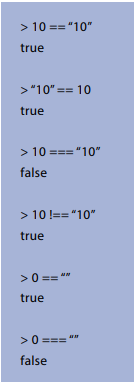 > 10 == “10”
true
> “10” == 10
true
> 10 === “10”
false
> 10 !== “10”
true
> 0 == “”
true
> 0 === “”
false